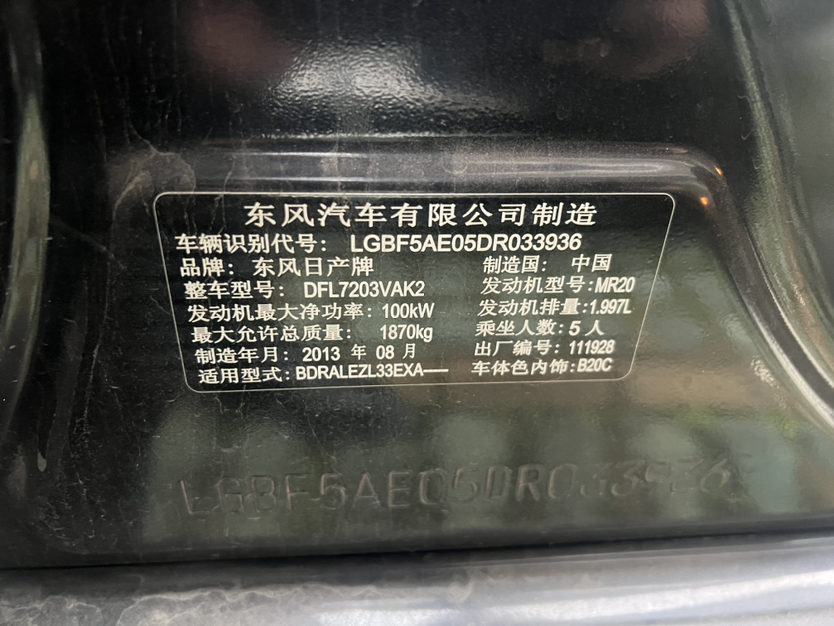 东风汽车有限公司制造
车辆识别代号： LGBF5AE05DR033936
品牌： 东风日产牌 制造国： 中国
整车型号： DFL7203VAK2 发动机型号:MR20
发动机最大净功率： 100kW 发动机排量: 1.997L
最大允许总质量： 1870kg 乘坐人数: 5 人
制造年月: 2013 年 08 月 出厂编号: 111928
适用型式: BDRALEZL33EXA— 车体色内饰: B20C
LGBF5AE05DR033936